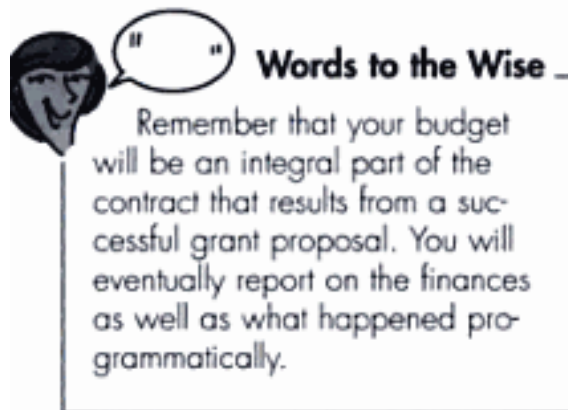 " "
Words to the Wise
Remember that your budget
will be an integral part of the
contract that results from a suc-
cessful grant proposal. You will
eventually report on the finances
as well as what happened pro-
grammatically.